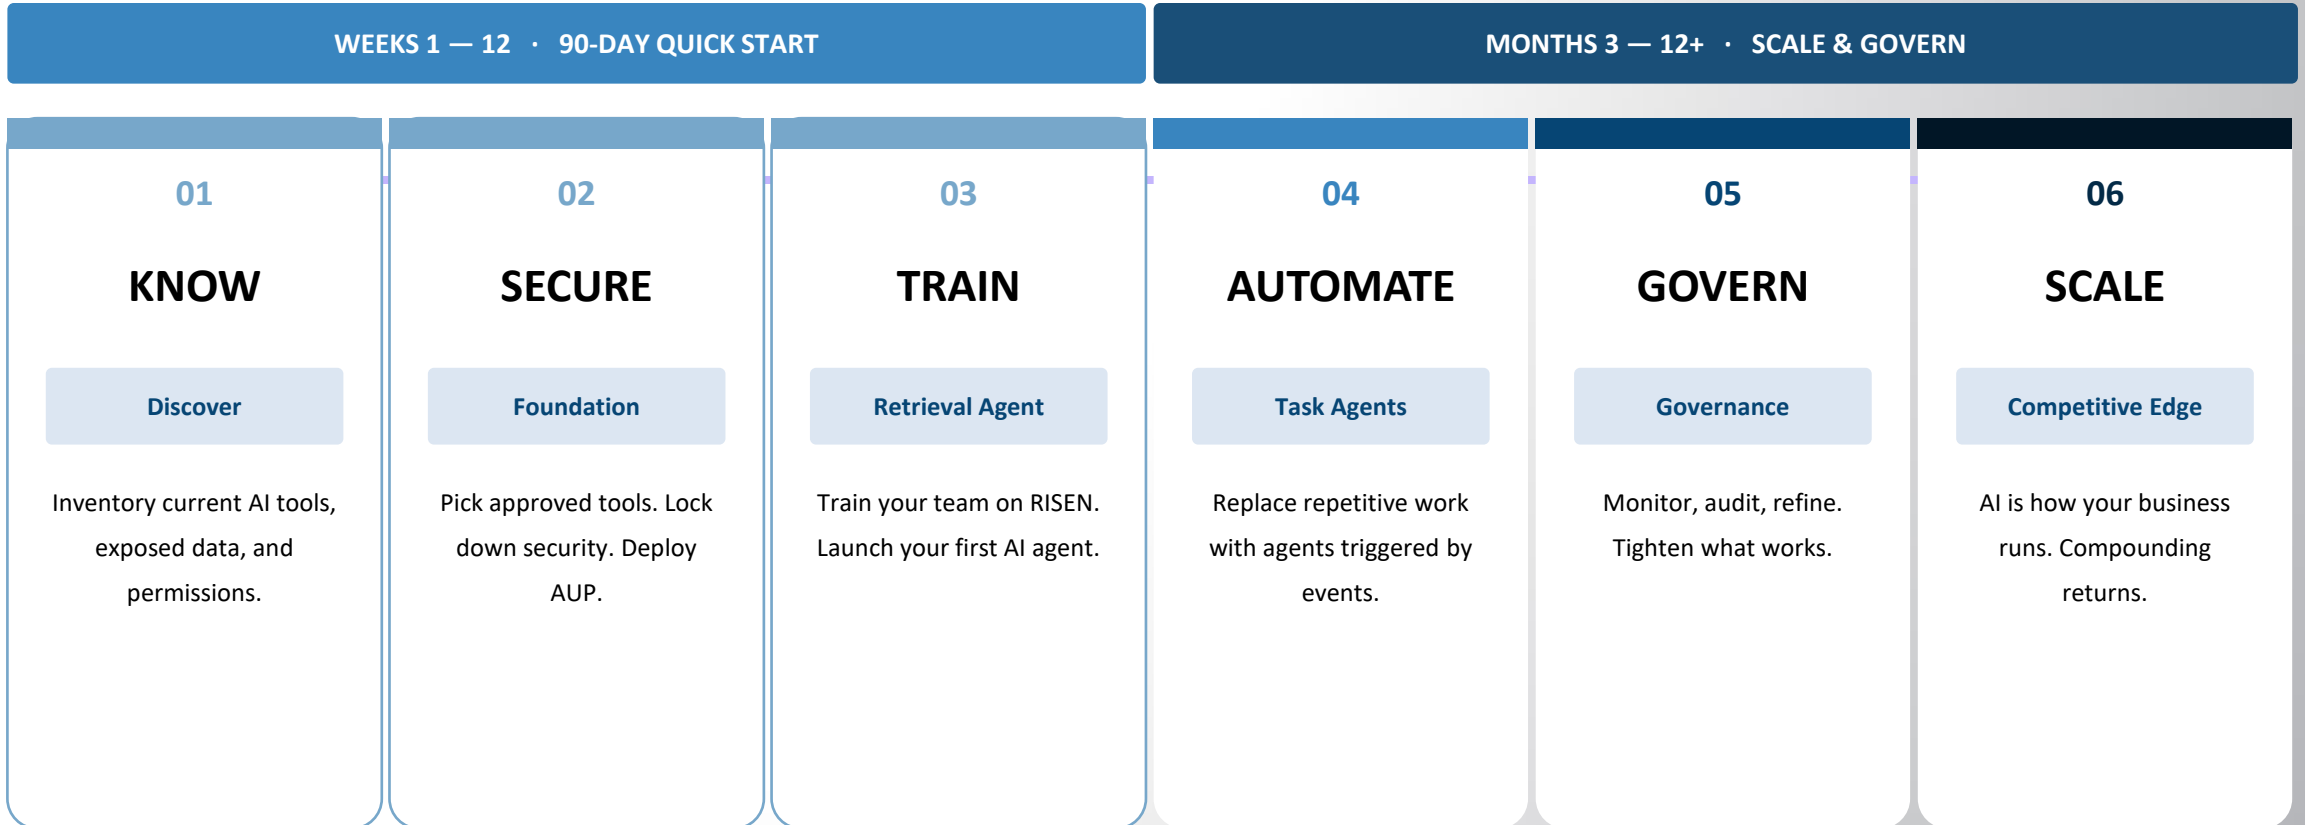 WEEKS 1 — 12 · 90-DAY QUICK START
MONTHS 3 — 12+ · SCALE & GOVERN
01
KNOW
Discover
Inventory current AI tools,
exposed data, and
permissions.
02
SECURE
Foundation
Pick approved tools. Lock
down security. Deploy
AUP.
03
TRAIN
Retrieval Agent
Train your team on RISEN.
Launch your first AI agent.
04
AUTOMATE
Task Agents
Replace repetitive work
with agents triggered by
events.
05
GOVERN
Governance
Monitor, audit, refine.
Tighten what works.
06
SCALE
Competitive Edge
AI is how your business
runs. Compounding
returns.